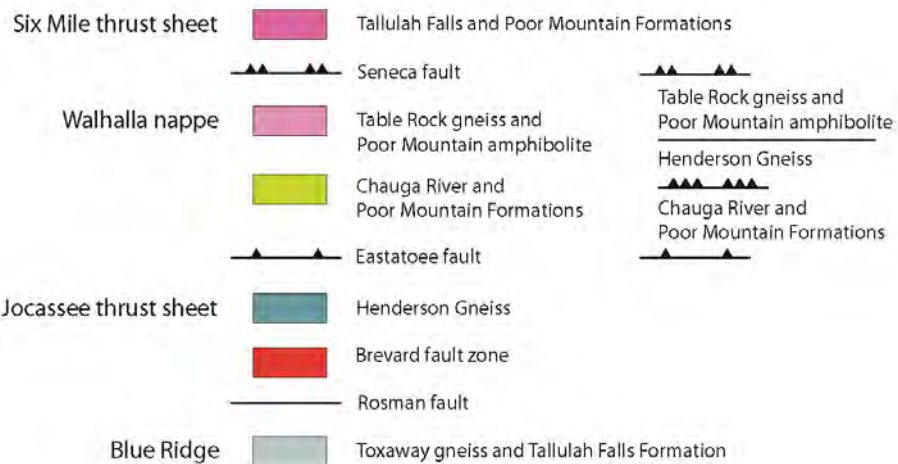 Six Mile thrust sheet
Tallulah Falls and Poor Mountain Formations
Seneca fault
Walhalla nappe
Table Rock gneiss and
Poor Mountain amphibolite
Chauga River and
Poor Mountain Formations
Eastatoee fault
Jocassee thrust sheet
Henderson Gneiss
Brevard fault zone
Rosman fault
Blue Ridge
Toxaway gneiss and Tallulah Falls Formation
Table Rock gneiss and
Poor Mountain amphibolite
Henderson Gneiss
Chauga River and
Poor Mountain Formations